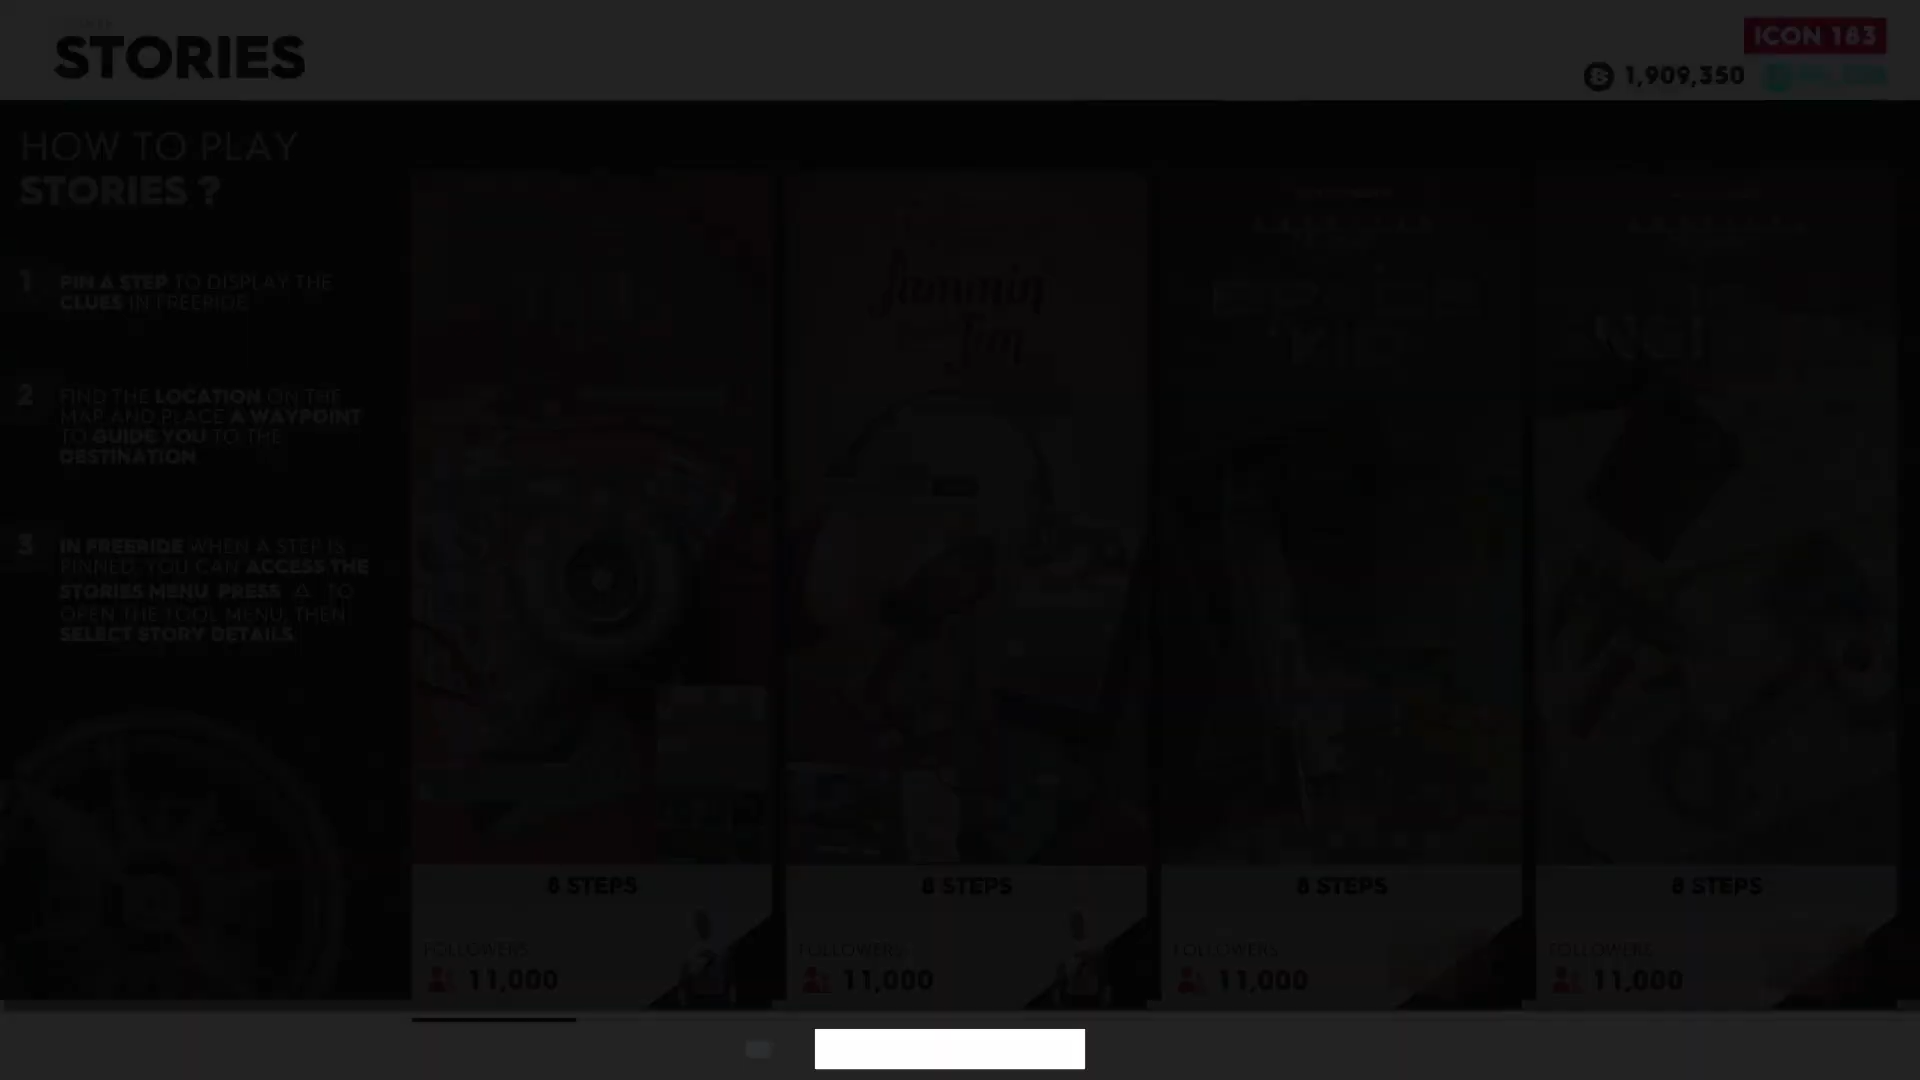 STORIES
ICON 183
1,909,350
HOW TO PLAY
STORIES ?
1 PIN A STEP TO DISPLAY THE
CLUES IN FREERIDE
2 FIND THE LOCATION ON THE
MAP AND PLACE A WAYPOINT
TO GUIDE YOU TO THE
DESTINATION
3 IN FREERIDE WHEN A STEP IS
PINNED, YOU CAN ACCESS THE
STORIES MENU. PRESS △ TO
OPEN THE TOOL MENU, THEN
SELECT STORY DETAILS.
Jim
8 STEPS
FOLLOWERS
11,000
8 STEPS
FOLLOWERS
11,000
8 STEPS
FOLLOWERS
11,000
8 STEPS
FOLLOWERS
11,000